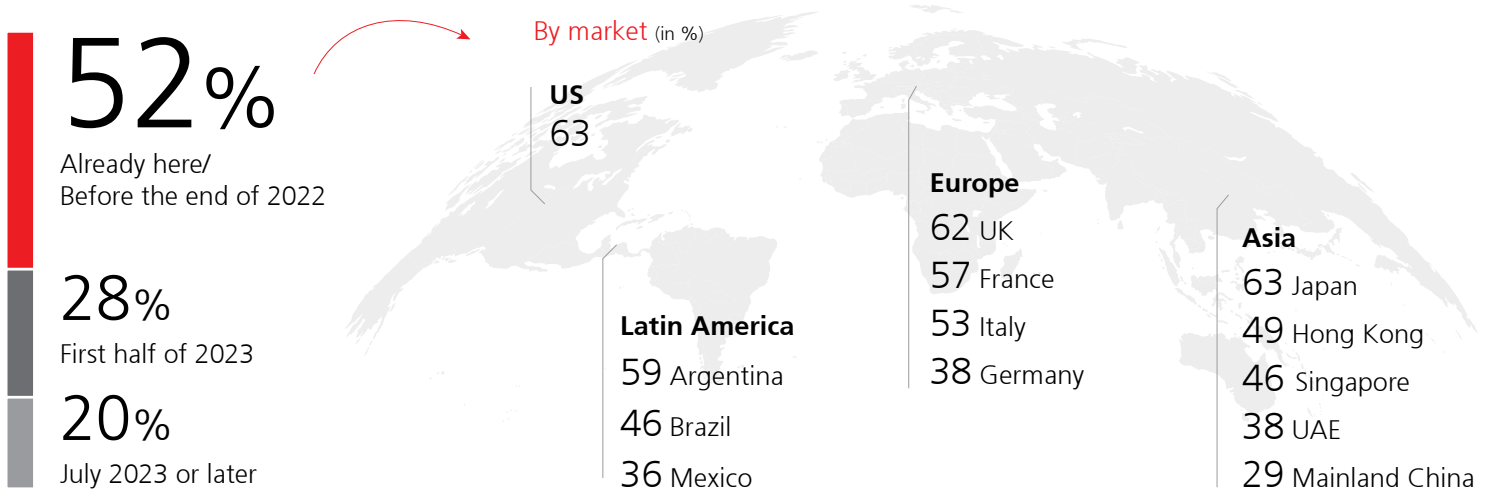 52%
Already here/
Before the end of 2022
28%
First half of 2023
20%
July 2023 or later
By market (in %)
US
63
Latin America
59 Argentina
46 Brazil
36 Mexico
Europe
62 UK
57 France
53 Italy
38 Germany
Asia
63 Japan
49 Hong Kong
46 Singapore
38 UAE
29 Mainland China